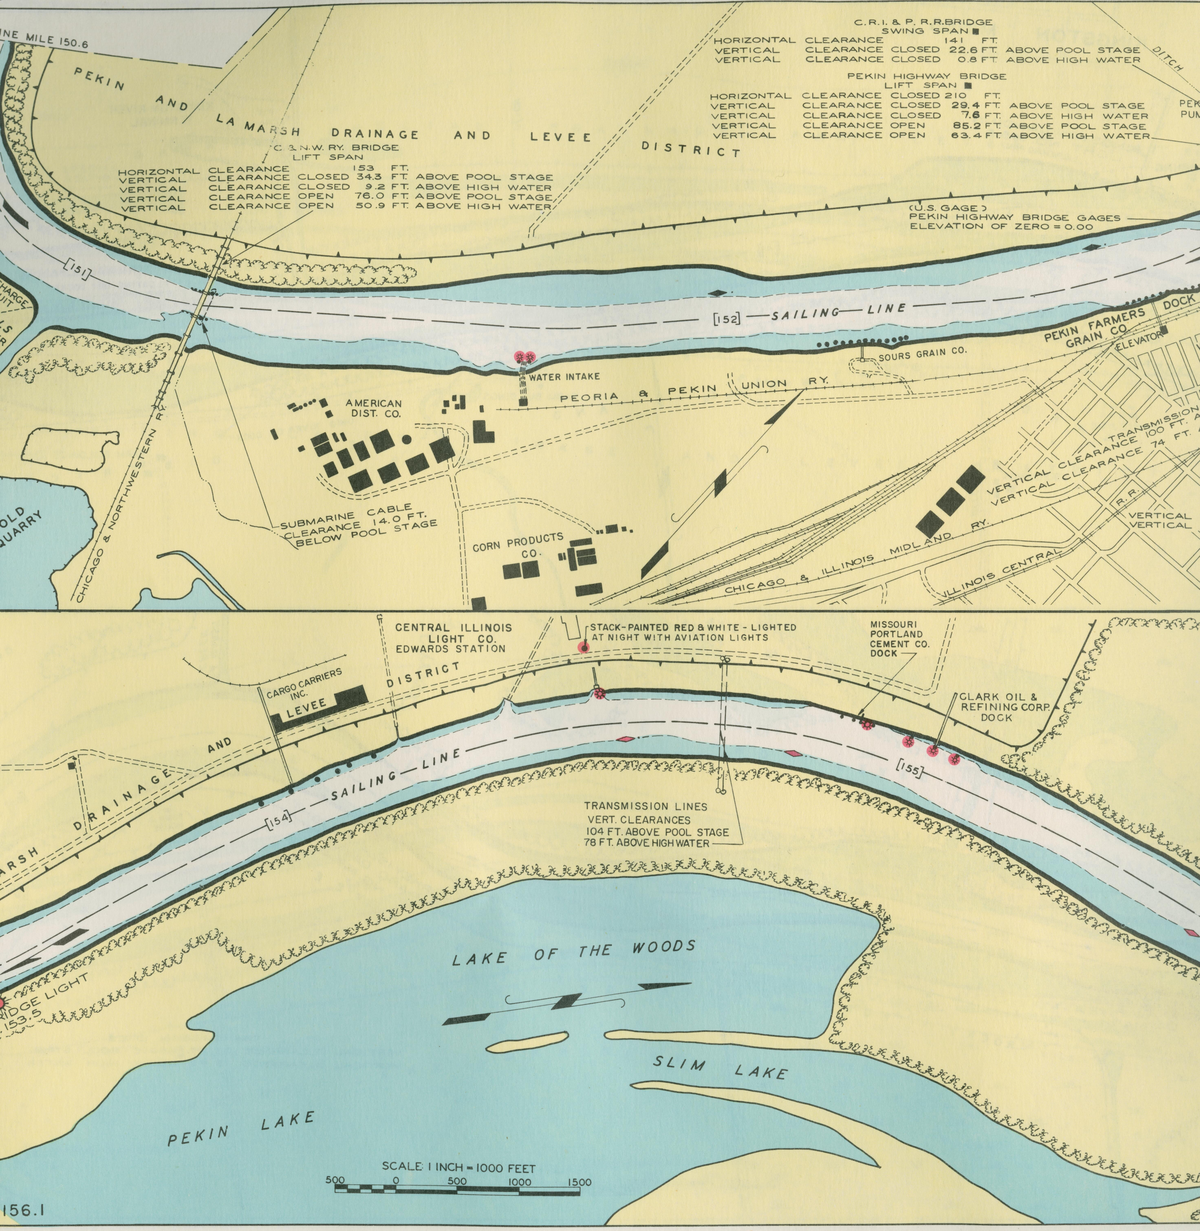 INE MILE 150.6
PEKIN AND LA MARSH DRAINAGE AND LEVEE DISTRICT
C.R.I. & P. R.R.BRIDGE
SWING SPAN
HORIZONTAL CLEARANCE 141 FT.
VERTICAL CLEARANCE CLOSED 22.6 FT. ABOVE POOL STAGE
VERTICAL CLEARANCE CLOSED 0.8 FT. ABOVE HIGH WATER
PEKIN HIGHWAY BRIDGE
LIFT SPAN
HORIZONTAL CLEARANCE CLOSED 210 FT.
VERTICAL CLEARANCE CLOSED 29.4 FT. ABOVE POOL STAGE
VERTICAL CLEARANCE CLOSED 7.6 FT. ABOVE HIGH WATER
VERTICAL CLEARANCE OPEN 85.2 FT. ABOVE POOL STAGE
VERTICAL CLEARANCE OPEN 63.4 FT. ABOVE HIGH WATER
DITCH
PEK
PUM
C. & N.W. RY. BRIDGE
LIFT SPAN
HORIZONTAL CLEARANCE 153 FT.
VERTICAL CLEARANCE CLOSED 34.3 FT. ABOVE POOL STAGE
VERTICAL CLEARANCE CLOSED 9.2 FT. ABOVE HIGH WATER
VERTICAL CLEARANCE OPEN 76.0 FT. ABOVE POOL STAGE
VERTICAL CLEARANCE OPEN 50.9 FT. ABOVE HIGH WATER
(U.S. GAGE)
PEKIN HIGHWAY BRIDGE GAGES
ELEVATION OF ZERO = 0.00
[151]
[152]
SAILING LINE
HARGE
UIT
S
R
WATER INTAKE
SOURS GRAIN CO.
PEKIN FARMERS
GRAIN CO.
DOCK
ELEVATOR
PEORIA & PEKIN UNION RY.
AMERICAN
DIST. CO.
CHICAGO & NORTHWESTERN RY.
OLD
QUARRY
SUBMARINE CABLE
CLEARANCE 14.0 FT.
BELOW POOL STAGE
CORN PRODUCTS
CO.
TRANSMISSION
VERTICAL CLEARANCE 100 FT. A
VERTICAL CLEARANCE 74 FT.
R.R.
VERTICAL
VERTICAL
CHICAGO & ILLINOIS MIDLAND RY.
ILLINOIS CENTRAL
CENTRAL ILLINOIS
LIGHT CO.
EDWARDS STATION
STACK-PAINTED RED & WHITE - LIGHTED
AT NIGHT WITH AVIATION LIGHTS
MISSOURI
PORTLAND
CEMENT CO.
DOCK
CARGO CARRIERS
INC.
CLARK OIL &
REFINING CORP.
DOCK
ARSH DRAINAGE AND LEVEE DISTRICT
[154]
SAILING LINE
[155]
TRANSMISSION LINES
VERT. CLEARANCES
104 FT. ABOVE POOL STAGE
78 FT. ABOVE HIGH WATER
RIDGE LIGHT
153.5
LAKE OF THE WOODS
SLIM LAKE
PEKIN LAKE
SCALE: 1 INCH = 1000 FEET
500 0 500 1000 1500
156.1